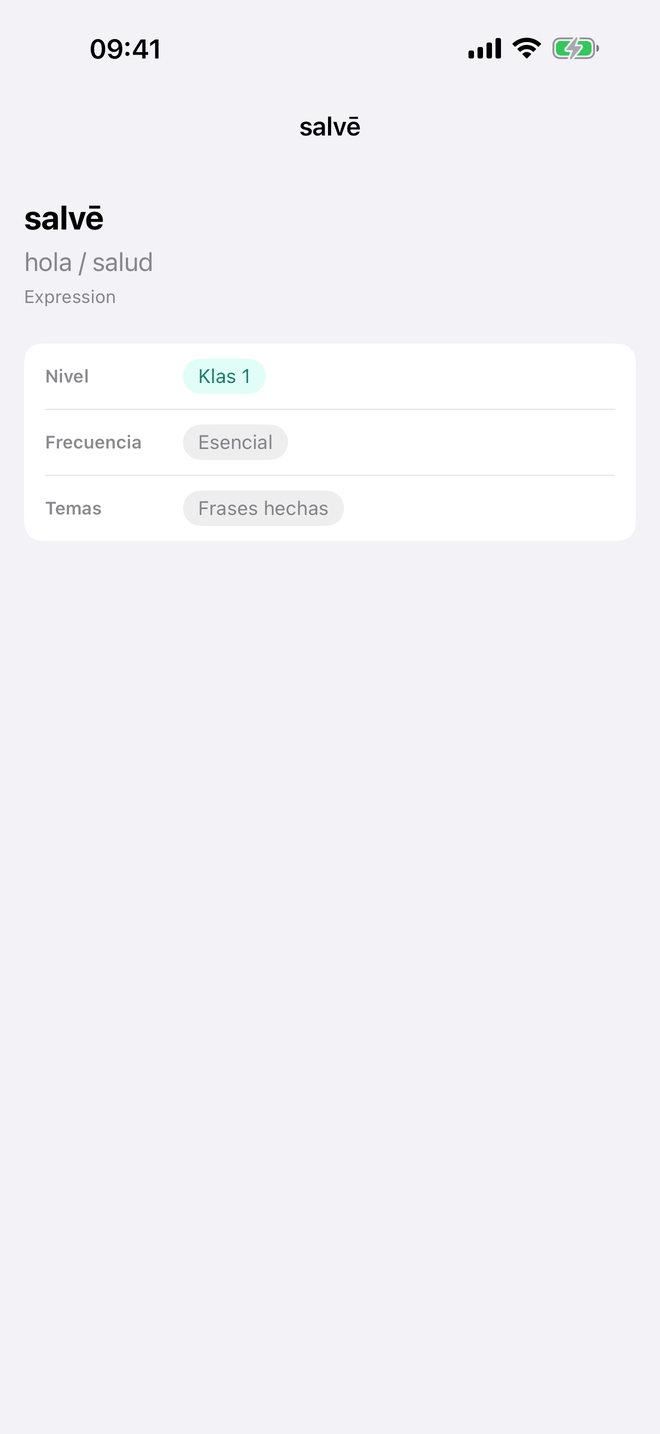 09:41
salvē
salvē
hola / salud
Expression
Nivel Klas 1
Frecuencia Esencial
Temas Frases hechas